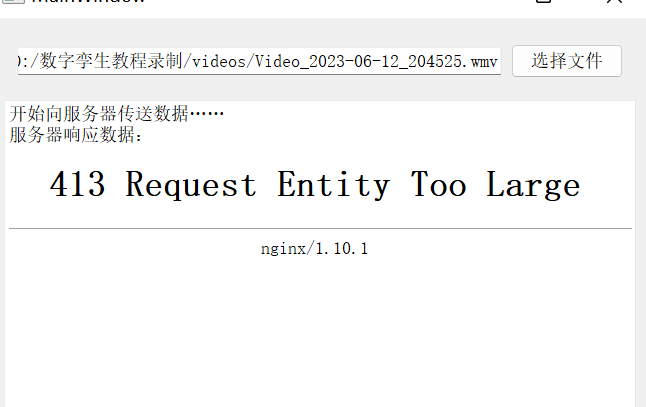 MainWindow
:/数字孪生教程录制/videos/Video_2023-06-12_204525.wmv
选择文件
开始向服务器传送数据……
服务器响应数据：
413 Request Entity Too Large
nginx/1.10.1